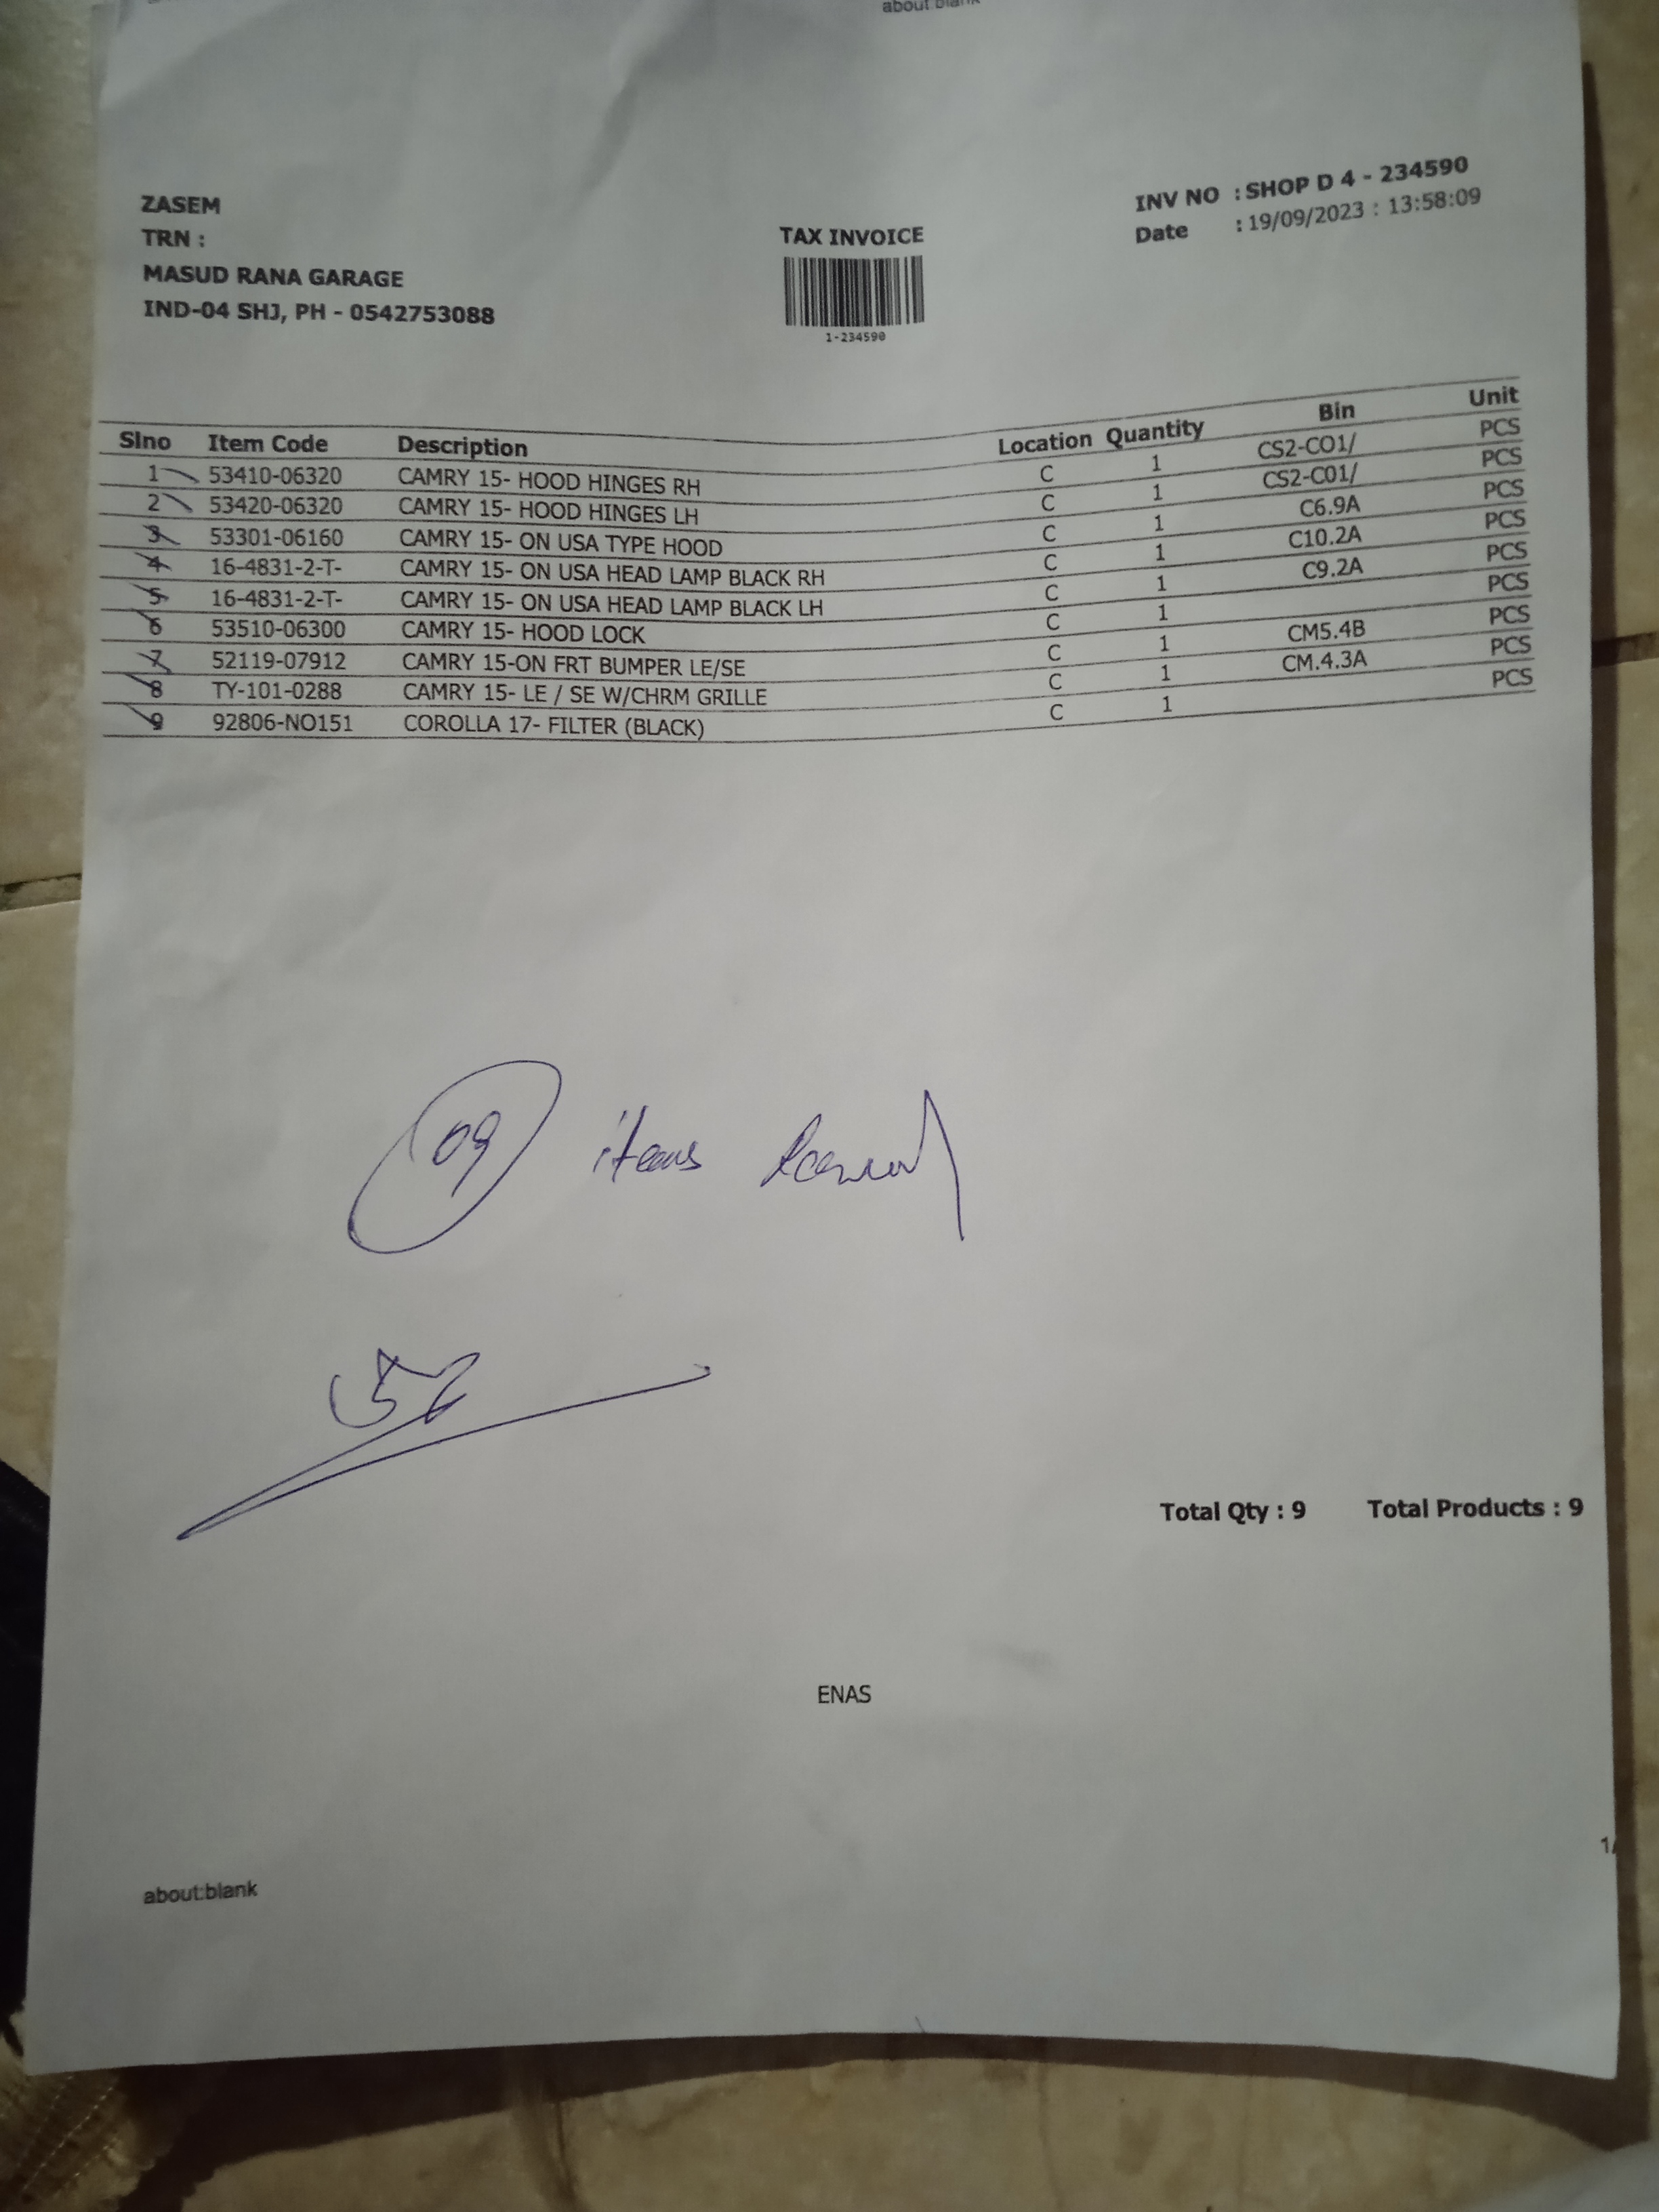 about:blank
ZASEM
TRN :
MASUD RANA GARAGE
IND-04 SHJ, PH - 0542753088
TAX INVOICE
1-234590
INV NO : SHOP D 4 - 234590
Date : 19/09/2023 : 13:58:09
Slno Item Code Description Location Quantity Bin Unit
1 53410-06320 CAMRY 15- HOOD HINGES RH C 1 CS2-CO1/ PCS
2 53420-06320 CAMRY 15- HOOD HINGES LH C 1 CS2-C01/ PCS
3 53301-06160 CAMRY 15- ON USA TYPE HOOD C 1 C6.9A PCS
4 16-4831-2-T- CAMRY 15- ON USA HEAD LAMP BLACK RH C 1 C10.2A PCS
5 16-4831-2-T- CAMRY 15- ON USA HEAD LAMP BLACK LH C 1 C9.2A PCS
6 53510-06300 CAMRY 15- HOOD LOCK C 1 PCS
7 52119-07912 CAMRY 15-ON FRT BUMPER LE/SE C 1 CM5.4B PCS
8 TY-101-0288 CAMRY 15- LE / SE W/CHRM GRILLE C 1 CM.4.3A PCS
9 92806-NO151 COROLLA 17- FILTER (BLACK) C 1 PCS
09 items
Total Qty : 9 Total Products : 9
ENAS
1/
about:blank